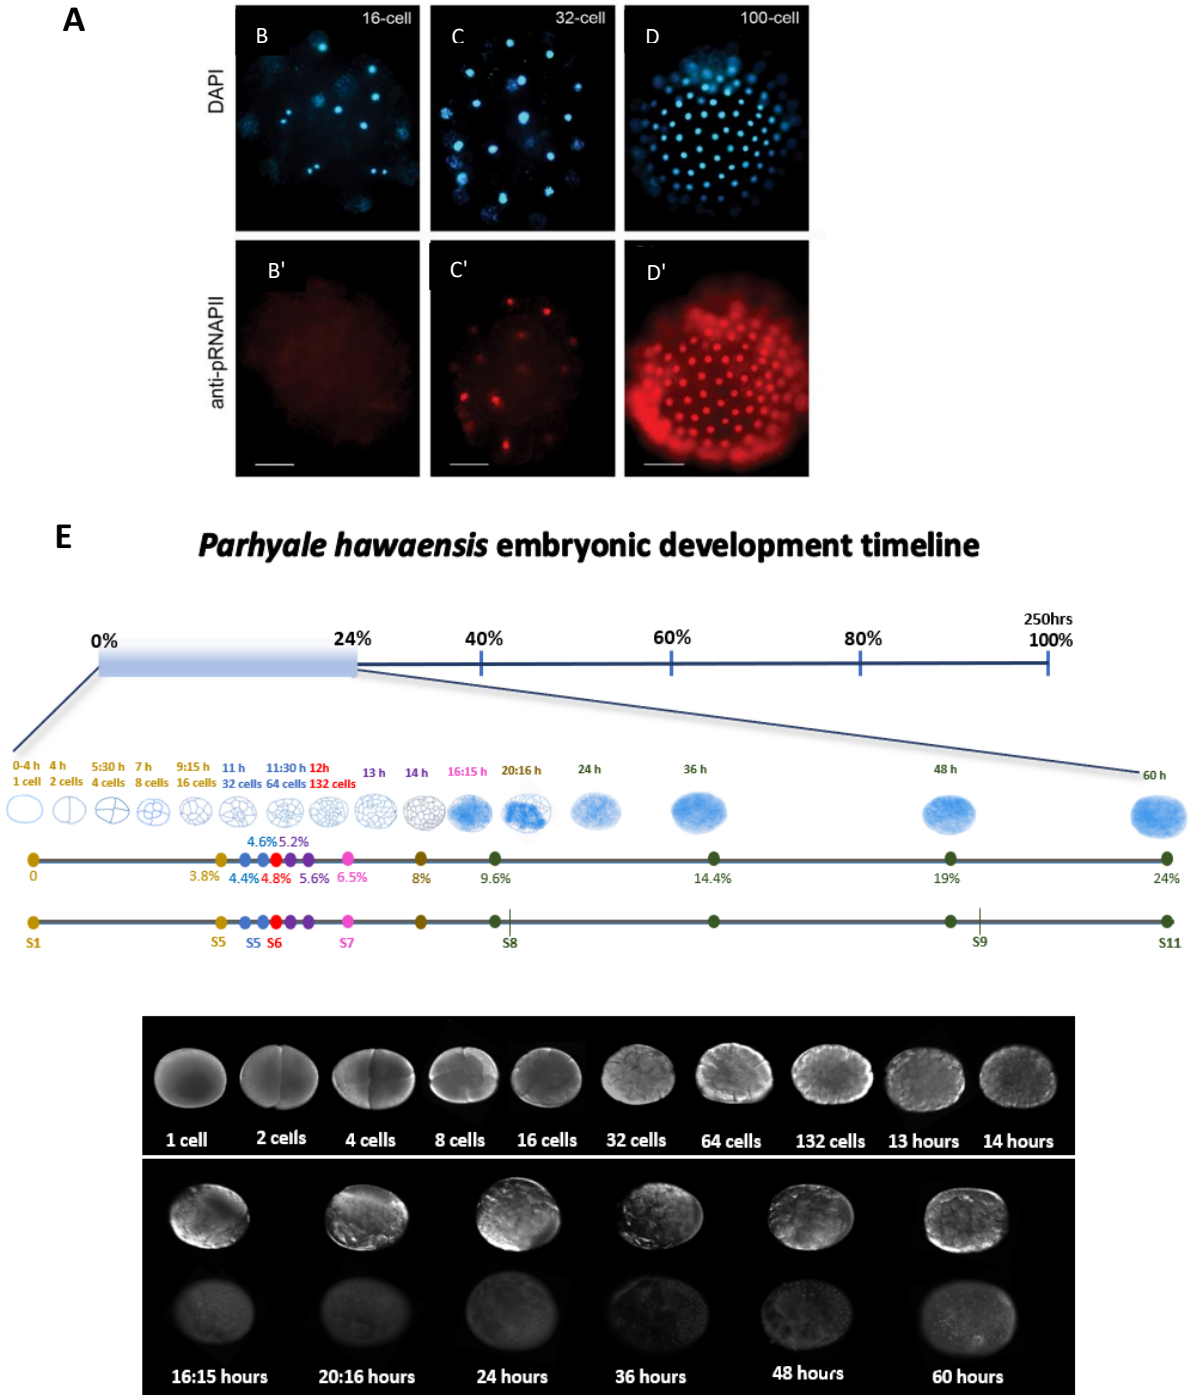 A
B
16-cell
C
32-cell
D
100-cell
DAPI
B'
C'
D'
anti-pRNAPII
E
Parhyale hawaensis embryonic development timeline
0%
24%
40%
60%
80%
250hrs
100%
0-4 h
1 cell
4 h
2 cells
5:30 h
4 cells
7 h
8 cells
9:15 h
16 cells
11 h
32 cells
11:30 h
64 cells
12h
132 cells
13 h
14 h
16:15 h
20:16 h
24 h
36 h
48 h
60 h
4.6%
5.2%
0
3.8%
4.4%
4.8%
5.6%
6.5%
8%
9.6%
14.4%
19%
24%
S1
S5
S5
S6
S7
S8
S9
S11
1 cell
2 cells
4 cells
8 cells
16 cells
32 cells
64 cells
132 cells
13 hours
14 hours
16:15 hours
20:16 hours
24 hours
36 hours
48 hours
60 hours